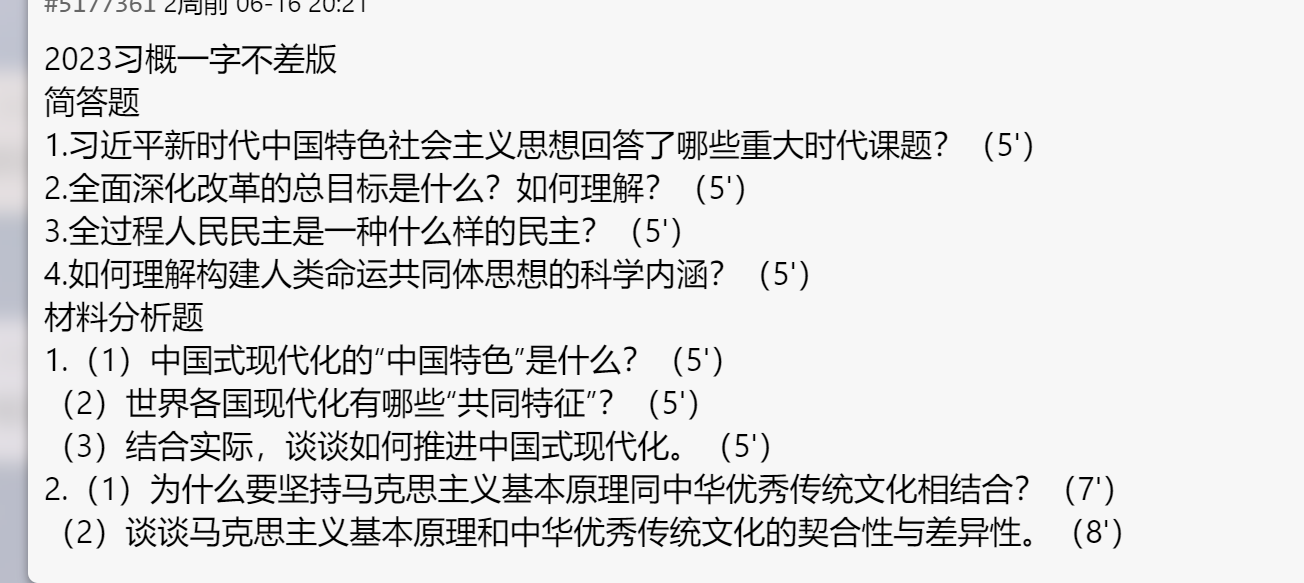 #5177361 2周前 06-16 20:21
2023习概一字不差版
简答题
1.习近平新时代中国特色社会主义思想回答了哪些重大时代课题？（5'）
2.全面深化改革的总目标是什么？如何理解？（5'）
3.全过程人民民主是一种什么样的民主？（5'）
4.如何理解构建人类命运共同体思想的科学内涵？（5'）
材料分析题
1.（1）中国式现代化的“中国特色”是什么？（5'）
（2）世界各国现代化有哪些“共同特征”？（5'）
（3）结合实际，谈谈如何推进中国式现代化。（5'）
2.（1）为什么要坚持马克思主义基本原理同中华优秀传统文化相结合？（7'）
（2）谈谈马克思主义基本原理和中华优秀传统文化的契合性与差异性。（8'）